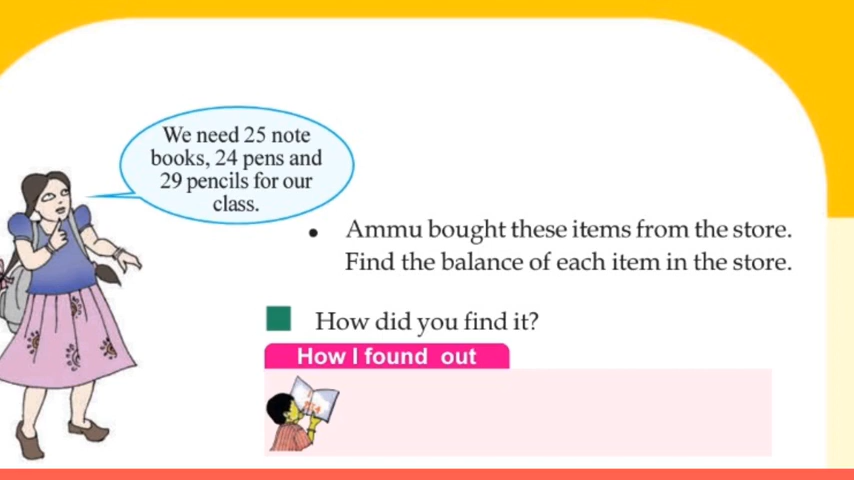 We need 25 note
books, 24 pens and
29 pencils for our
class.
• Ammu bought these items from the store.
Find the balance of each item in the store.
How did you find it?
How I found out